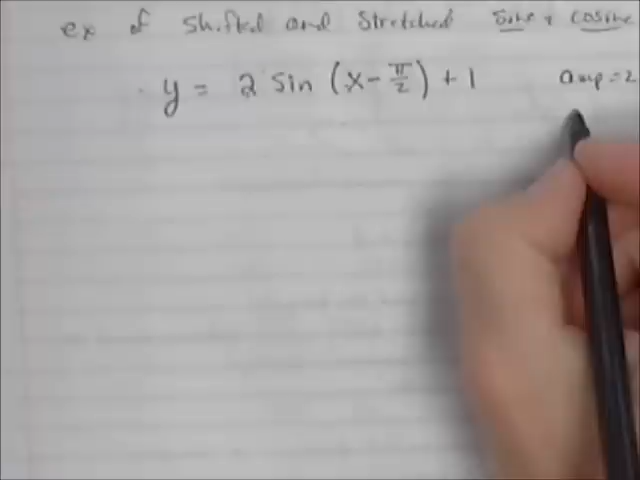 ex of shifted and stretched sine & cosine
y = 2 sin (x - π/2) + 1 amp = 2